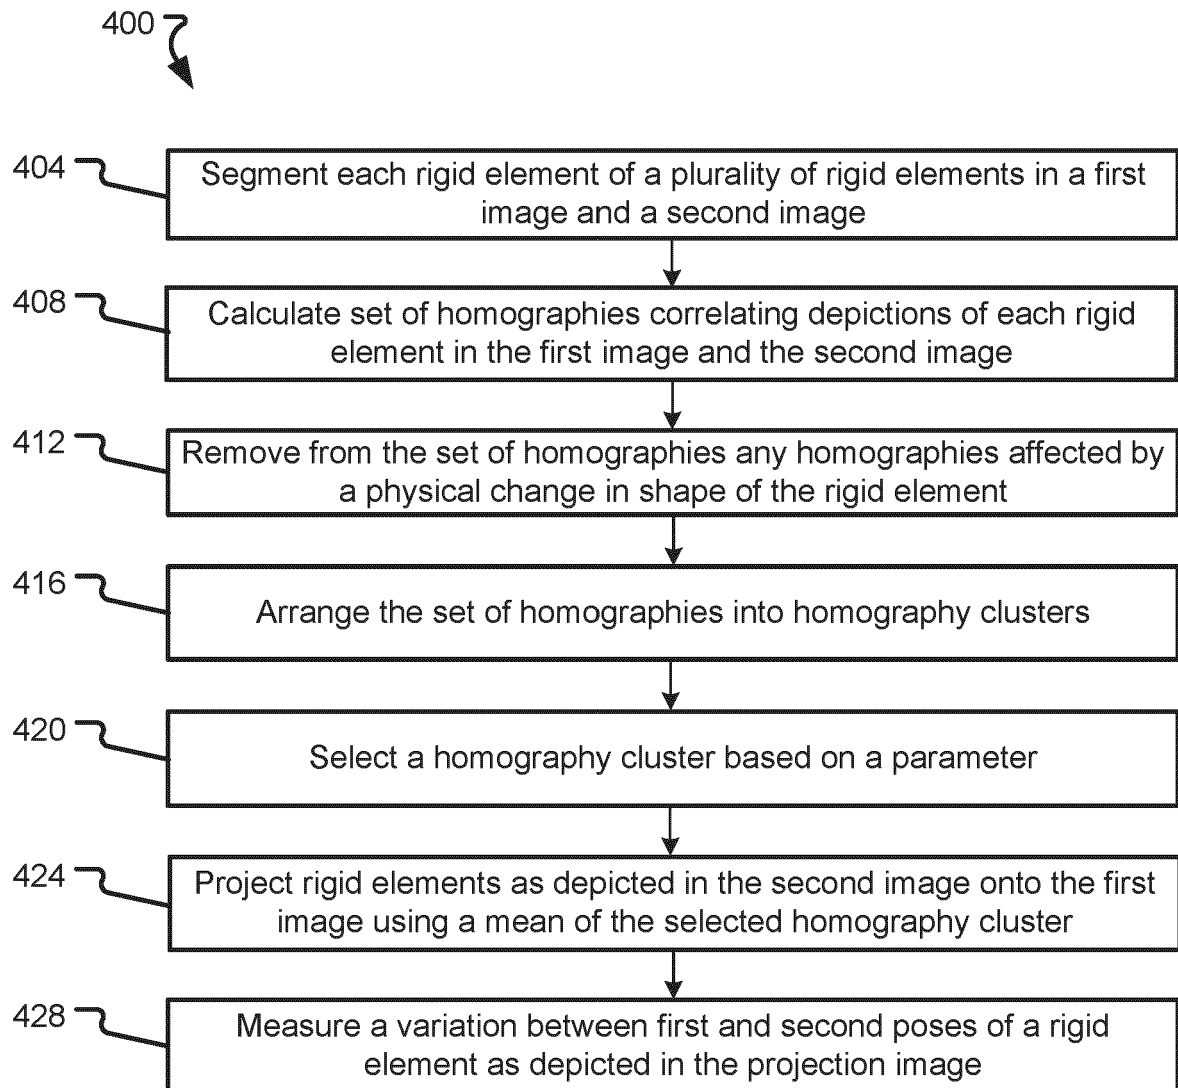 400
404
Segment each rigid element of a plurality of rigid elements in a first
image and a second image
408
Calculate set of homographies correlating depictions of each rigid
element in the first image and the second image
412
Remove from the set of homographies any homographies affected by
a physical change in shape of the rigid element
416
Arrange the set of homographies into homography clusters
420
Select a homography cluster based on a parameter
424
Project rigid elements as depicted in the second image onto the first
image using a mean of the selected homography cluster
428
Measure a variation between first and second poses of a rigid
element as depicted in the projection image